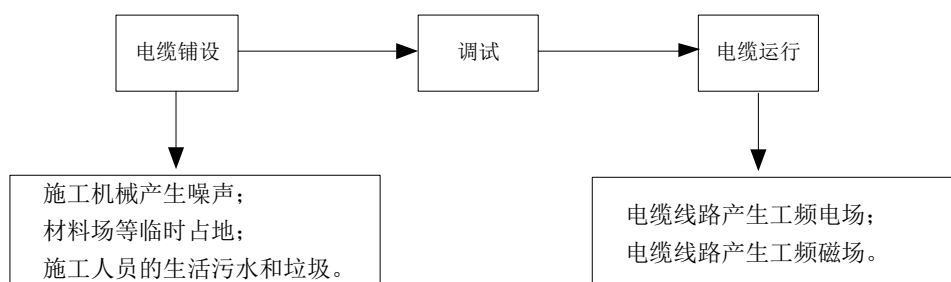 电缆铺设
调试
电缆运行
施工机械产生噪声；
材料场等临时占地；
施工人员的生活污水和垃圾。
电缆线路产生工频电场；
电缆线路产生工频磁场。